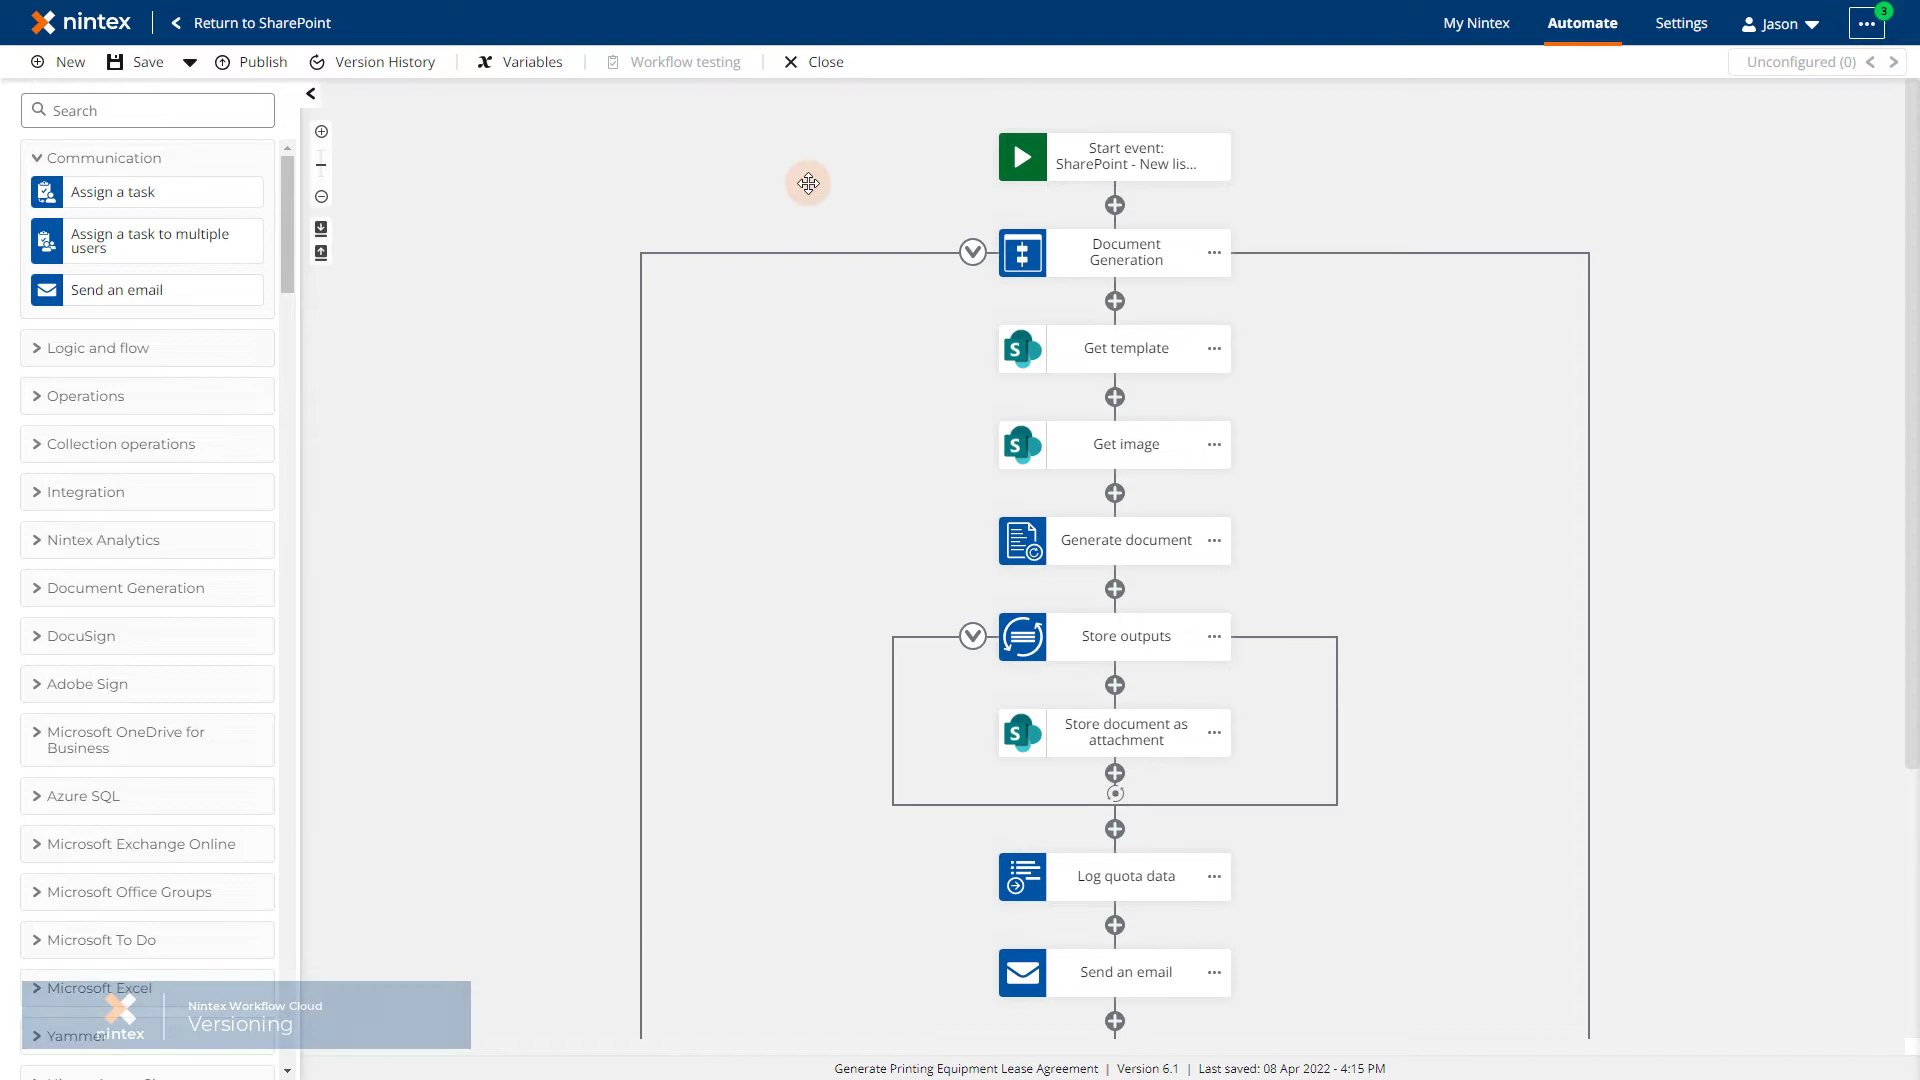 nintex
Return to SharePoint
My Nintex
Automate
Settings
Jason
3
New
Save
Publish
Version History
Variables
Workflow testing
Close
Unconfigured (0)
Search
Communication
Assign a task
Assign a task to multiple
users
Send an email
Logic and flow
Operations
Collection operations
Integration
Nintex Analytics
Document Generation
DocuSign
Adobe Sign
Microsoft OneDrive for
Business
Azure SQL
Microsoft Exchange Online
Microsoft Office Groups
Microsoft To Do
Microsoft Excel
Yammer
Start event:
SharePoint - New lis...
Document
Generation
Get template
Get image
Generate document
Store outputs
Store document as
attachment
Log quota data
Send an email
nintex
Nintex Workflow Cloud
Versioning
Generate Printing Equipment Lease Agreement | Version 6.1 | Last saved: 08 Apr 2022 - 4:15 PM